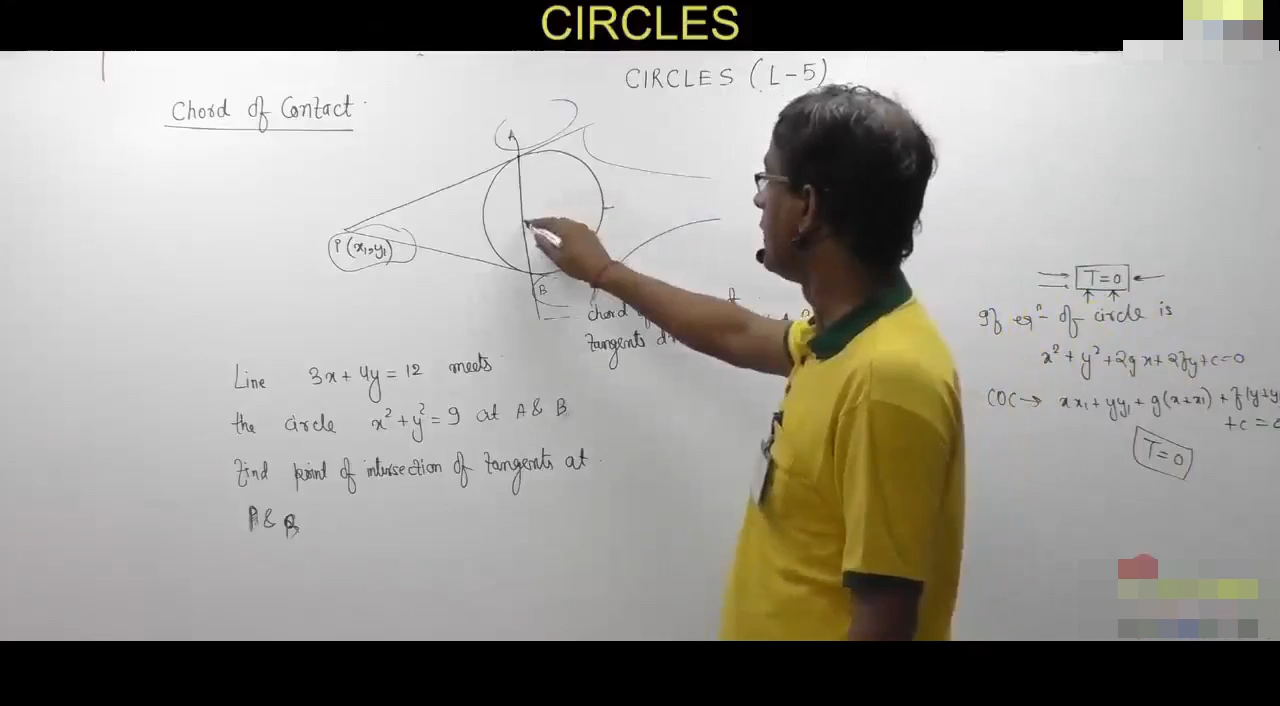 CIRCLES
CIRCLES (L-5)
Chord of Contact
A
P(x₁,y₁)
B
chord
tangents
Line 3x + 4y = 12 meets
the circle x² + y² = 9 at A & B
Find point of intersection of tangents at
A & B
T=0
If eqⁿ of circle is
x² + y² + 2gx + 2fy + c = 0
COC → xx₁ + yy₁ + g(x+x₁) + f(y+y
+c =
T=0